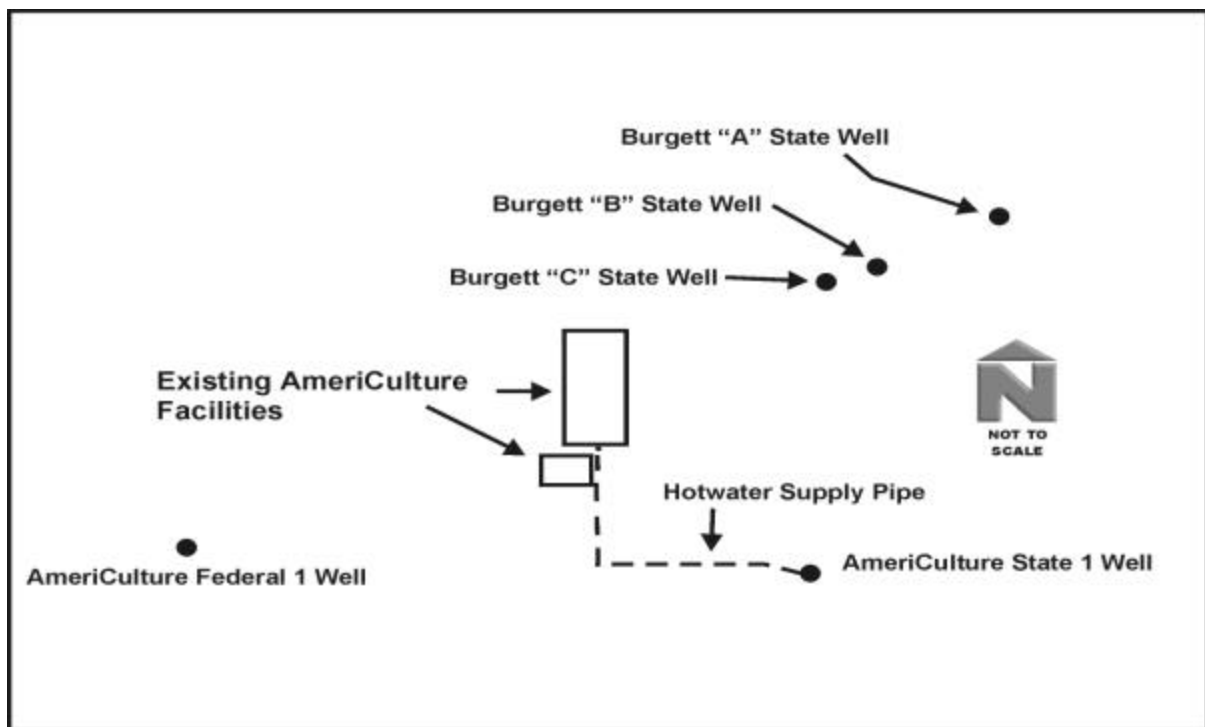 Burgett “A” State Well
Burgett “B” State Well
Burgett “C” State Well
Existing AmeriCulture
Facilities
N
NOT TO
SCALE
Hotwater Supply Pipe
AmeriCulture Federal 1 Well
AmeriCulture State 1 Well